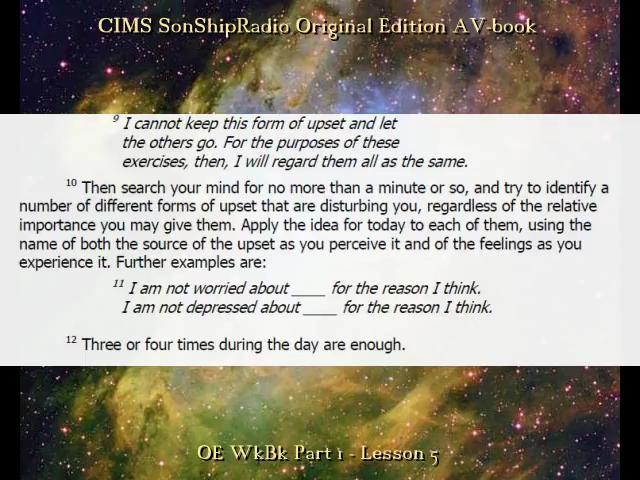 CIMS SonShipRadio Original Edition AV-book
9 I cannot keep this form of upset and let
the others go. For the purposes of these
exercises, then, I will regard them all as the same.
10 Then search your mind for no more than a minute or so, and try to identify a
number of different forms of upset that are disturbing you, regardless of the relative
importance you may give them. Apply the idea for today to each of them, using the
name of both the source of the upset as you perceive it and of the feelings as you
experience it. Further examples are:
11 I am not worried about ____ for the reason I think.
I am not depressed about ____ for the reason I think.
12 Three or four times during the day are enough.
OE WkBk Part 1 - Lesson 5